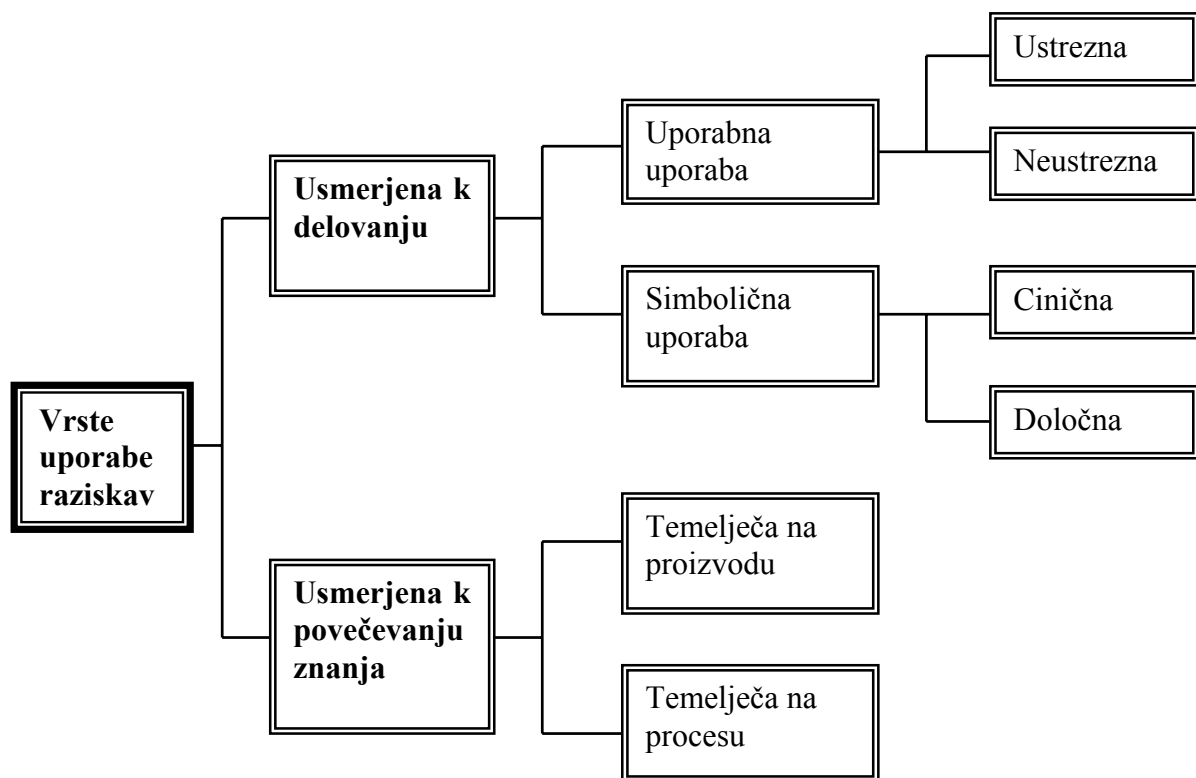 Vrste
uporabe
raziskav
Usmerjena k
delovanju
Uporabna
uporaba
Ustrezna
Neustrezna
Simbolična
uporaba
Cinična
Določna
Usmerjena k
povečevanju
znanja
Temelječa na
proizvodu
Temelječa na
procesu